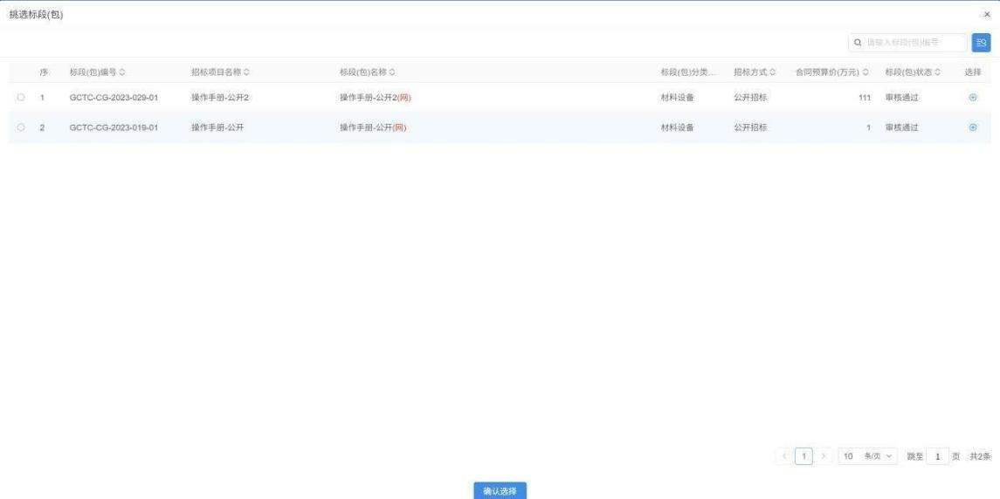 挑选标段(包)
请输入标段(包)编号
序 标段(包)编号 招标项目名称 标段(包)名称 标段(包)分类... 招标方式 合同预算价(万元) 标段(包)状态 选择
1 GCTC-CG-2023-029-01 操作手册-公开2 操作手册-公开2(网) 材料设备 公开招标 111 审核通过
2 GCTC-CG-2023-019-01 操作手册-公开 操作手册-公开(网) 材料设备 公开招标 1 审核通过
1 10 条/页 跳至 1 页 共2条
确认选择